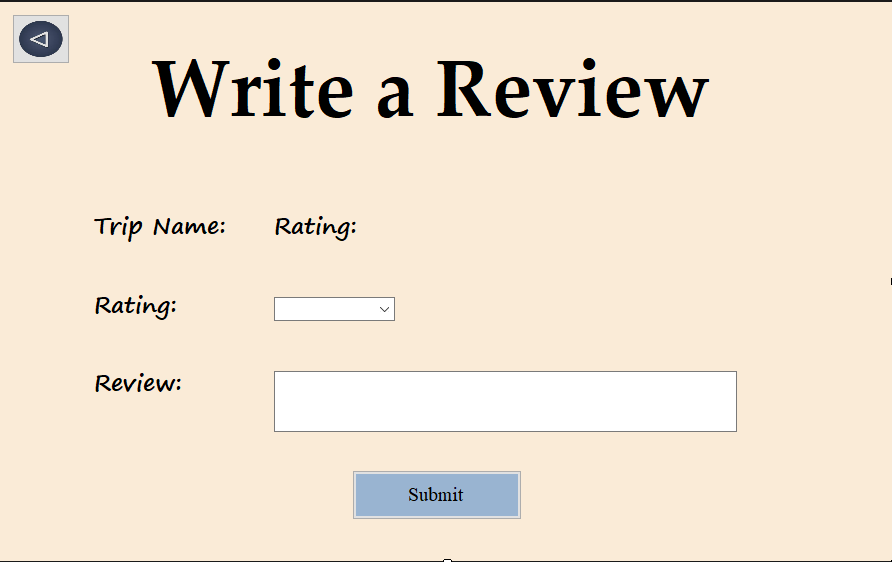 Write a Review
Trip Name: Rating:
Rating:
Review:
Submit